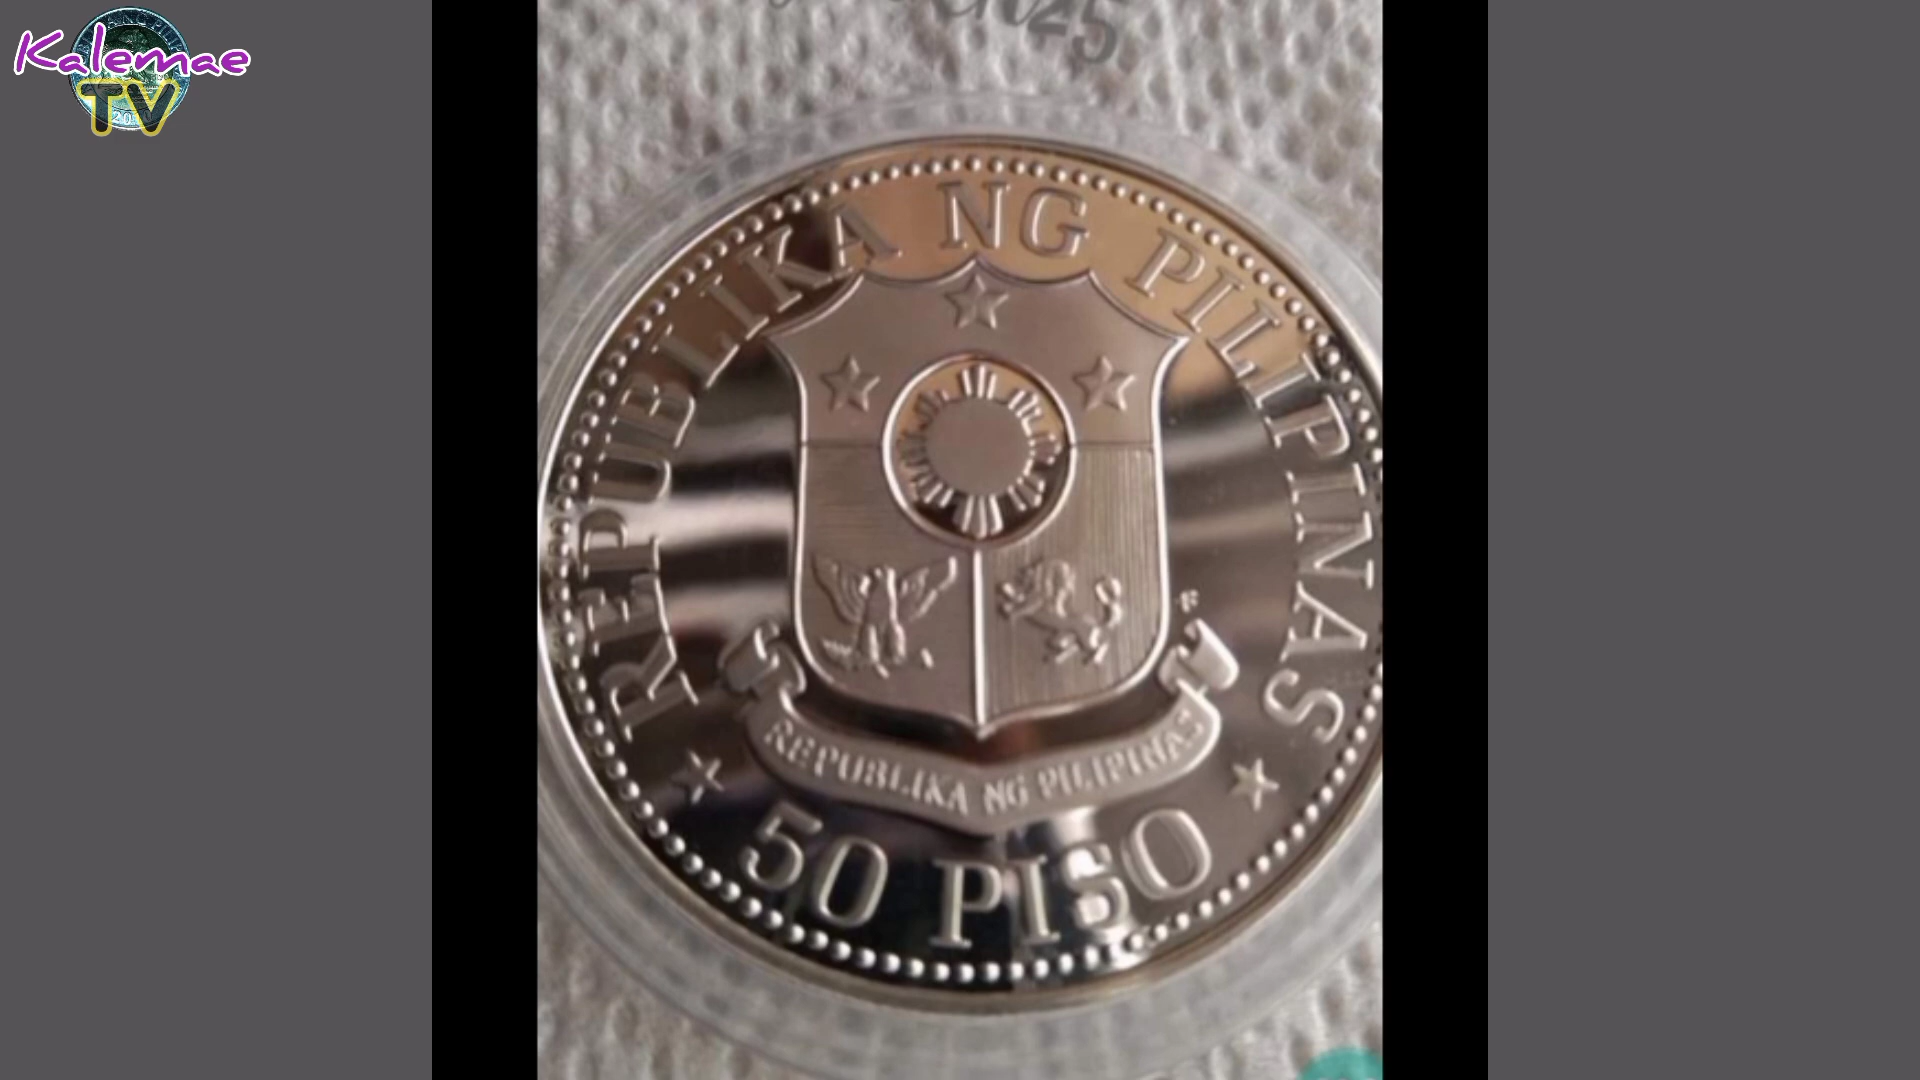 Kalemae
TV
REPUBLIKA NG PILIPINAS
REPUBLIKA NG PILIPINAS
50 PISO